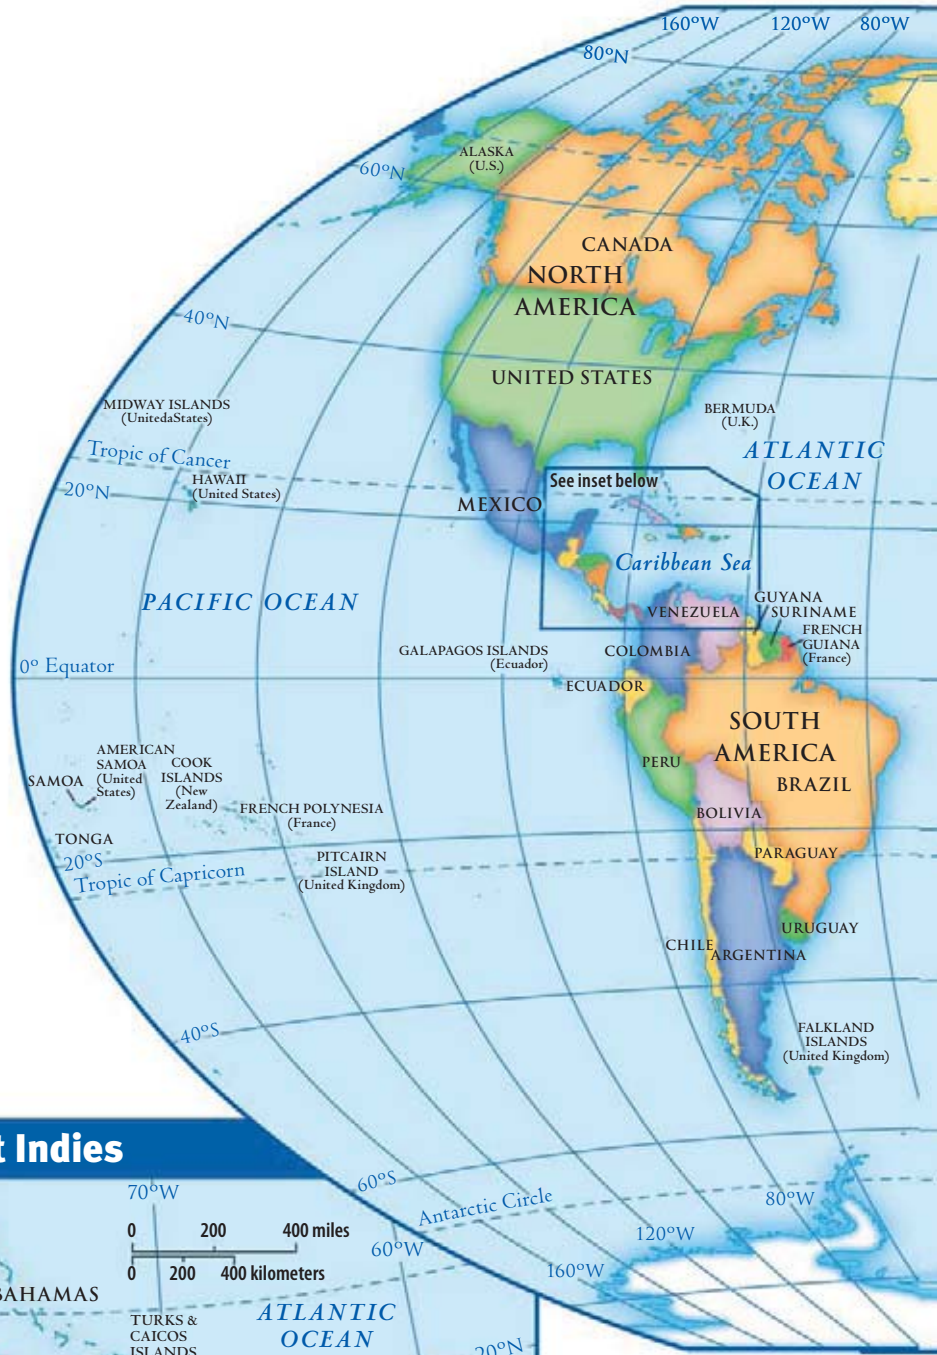 160°W
120°W
80°W
80°N
ALASKA
(U.S.)
60°N
CANADA
NORTH
AMERICA
40°N
UNITED STATES
MIDWAY ISLANDS
(UnitedStates)
BERMUDA
(U.K.)
ATLANTIC
OCEAN
Tropic of Cancer
HAWAII
(United States)
20°N
See inset below
MEXICO
Caribbean Sea
PACIFIC OCEAN
VENEZUELA
GUYANA
SURINAME
FRENCH
GUIANA
(France)
GALAPAGOS ISLANDS
(Ecuador)
COLOMBIA
0° Equator
ECUADOR
SOUTH
AMERICA
BRAZIL
PERU
SAMOA
AMERICAN
SAMOA
(United
States)
COOK
ISLANDS
(New
Zealand)
FRENCH POLYNESIA
(France)
BOLIVIA
TONGA
20°S
Tropic of Capricorn
PITCAIRN
ISLAND
(United Kingdom)
PARAGUAY
URUGUAY
CHILE
ARGENTINA
40°S
FALKLAND
ISLANDS
(United Kingdom)
60°S
Antarctic Circle
80°W
120°W
160°W
t Indies
70°W
0 200 400 miles
0 200 400 kilometers
60°W
BAHAMAS
ATLANTIC
OCEAN
TURKS &
CAICOS
ISLANDS
20°N